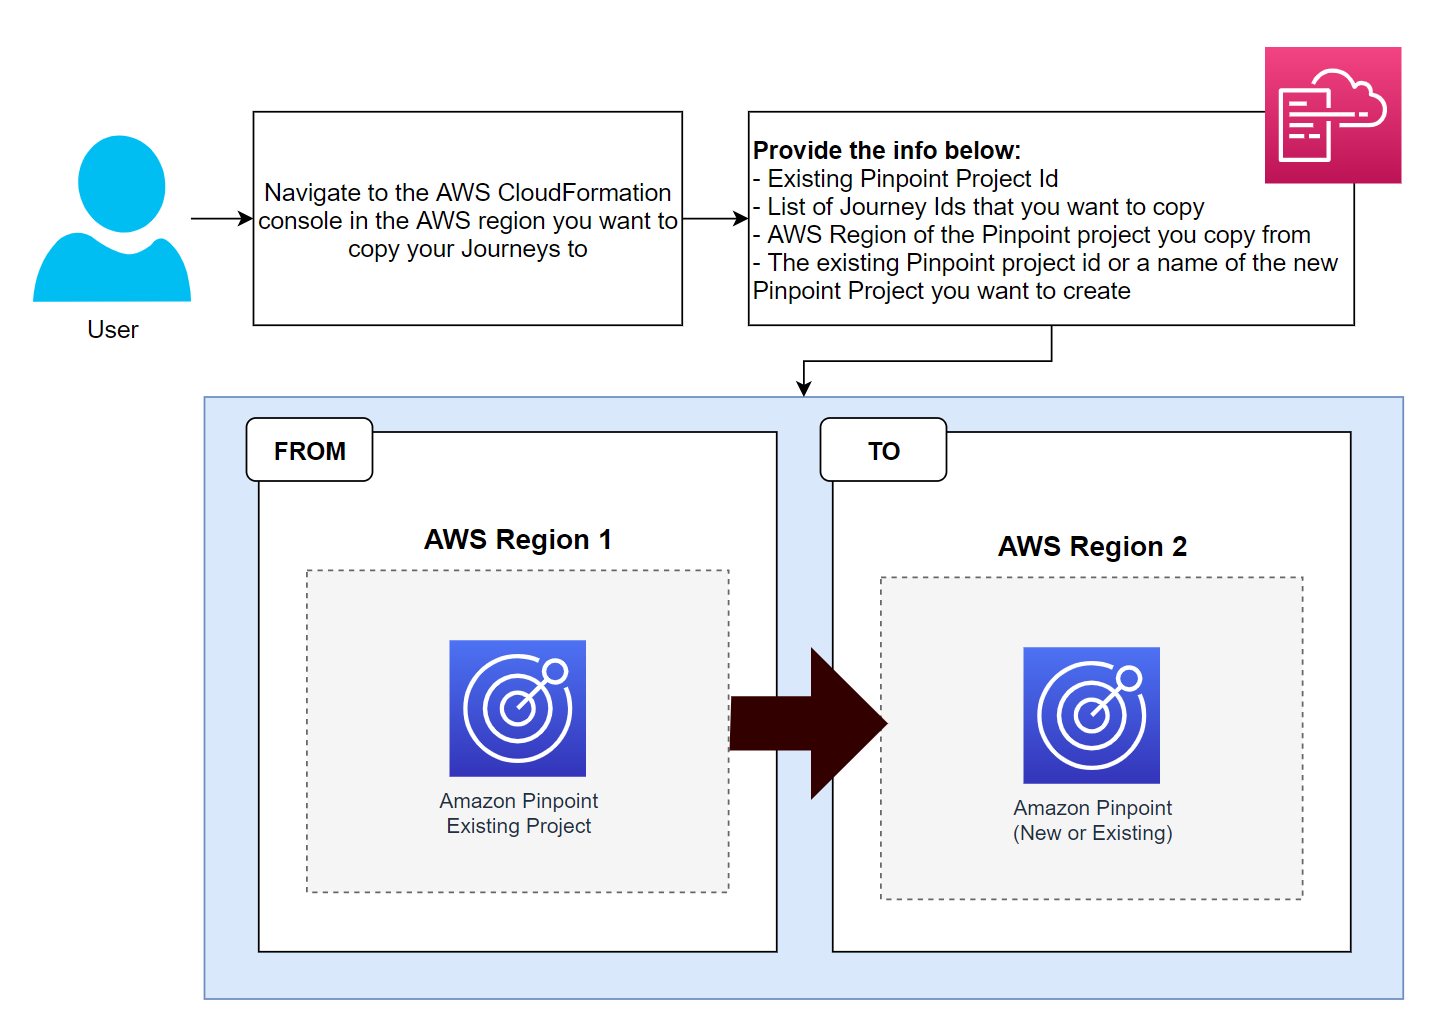 Navigate to the AWS CloudFormation
console in the AWS region you want to
copy your Journeys to
Provide the info below:
- Existing Pinpoint Project Id
- List of Journey Ids that you want to copy
- AWS Region of the Pinpoint project you copy from
- The existing Pinpoint project id or a name of the new
Pinpoint Project you want to create
User
FROM
TO
AWS Region 1
AWS Region 2
Amazon Pinpoint
Existing Project
Amazon Pinpoint
(New or Existing)